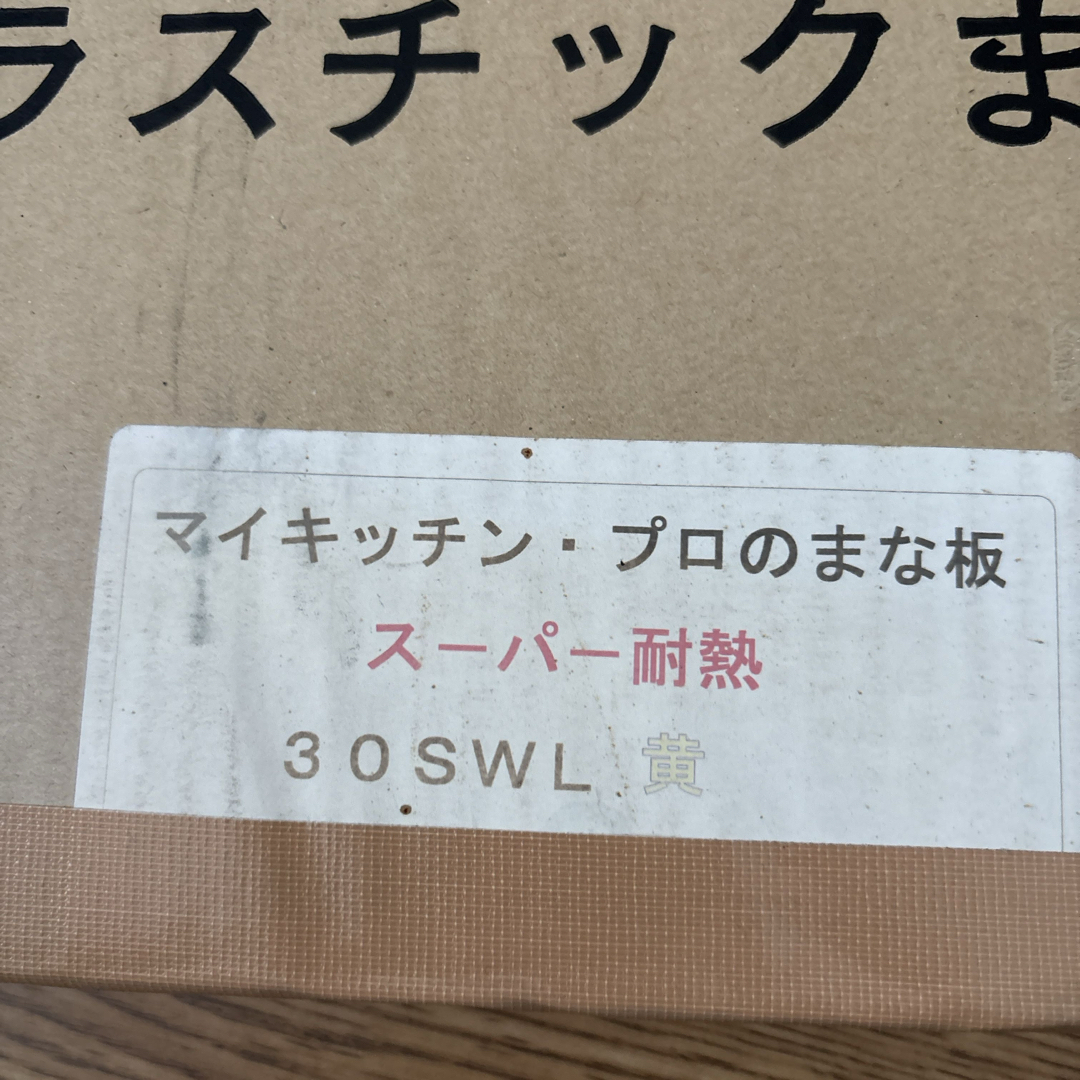 ラスチックま
マイキッチン・プロのまな板
スーパー耐熱
30SWL 黄